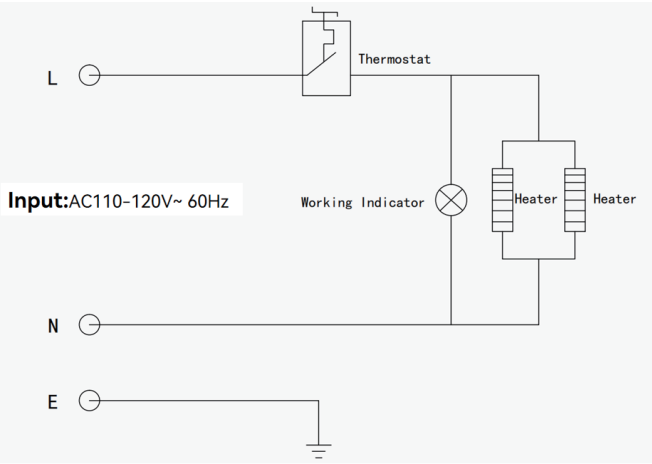 Thermostat
L
Input:AC110-120V~ 60Hz
Working Indicator
Heater
Heater
N
E